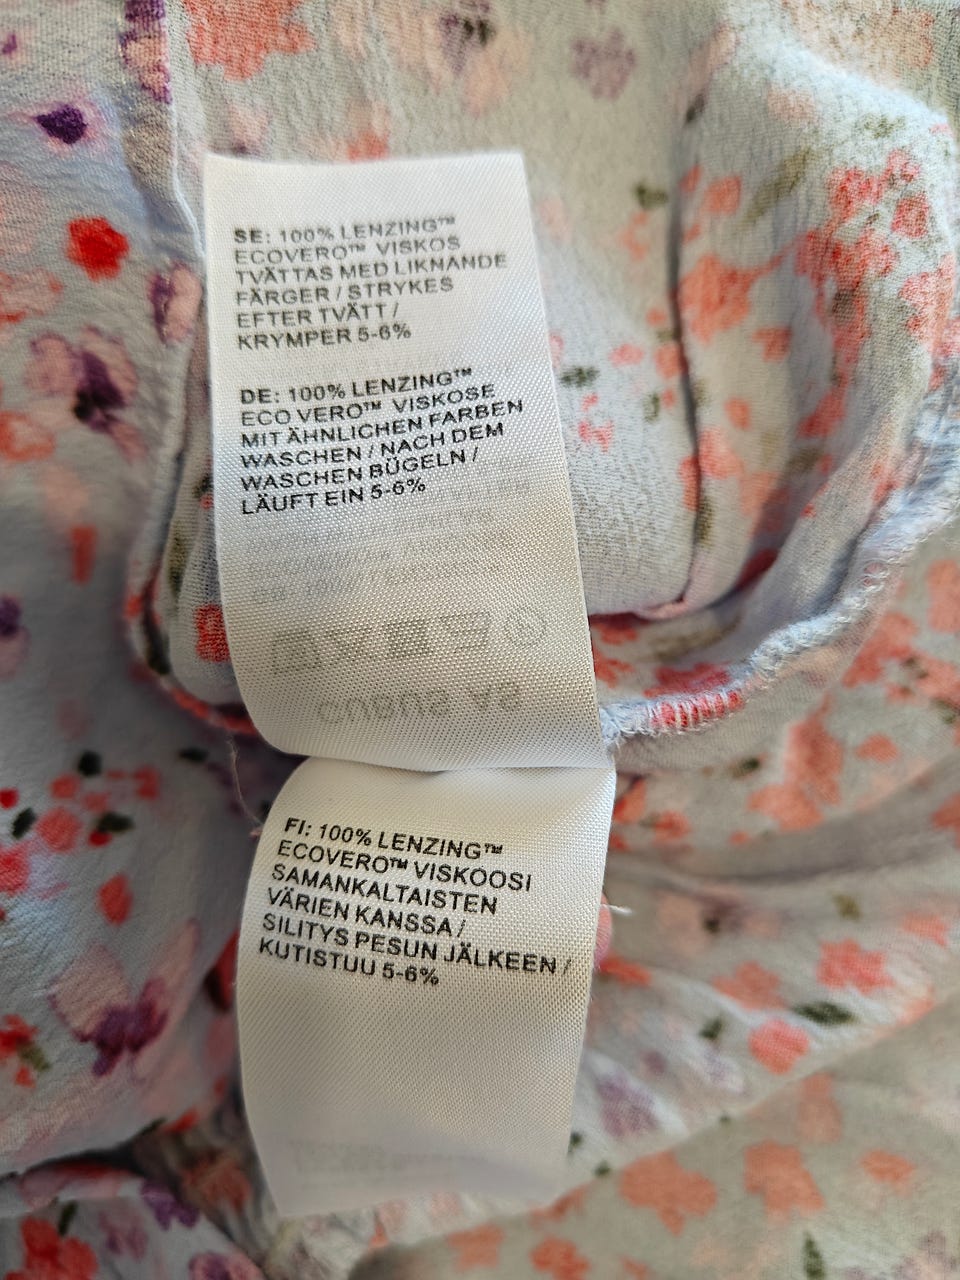 SE: 100% LENZING™
ECOVERO™ VISKOS
TVÄTTAS MED LIKNANDE
FÄRGER / STRYKES
EFTER TVÄTT /
KRYMPER 5-6%
DE: 100% LENZING™
ECOVERO™ VISKOSE
MIT ÄHNLICHEN FARBEN
WASCHEN / NACH DEM
WASCHEN BÜGELN /
LÄUFT EIN 5-6%
FI: 100% LENZING™
ECOVERO™ VISKOOSI
SAMANKALTAISTEN
VÄRIEN KANSSA /
SILITYS PESUN JÄLKEEN /
KUTISTUU 5-6%